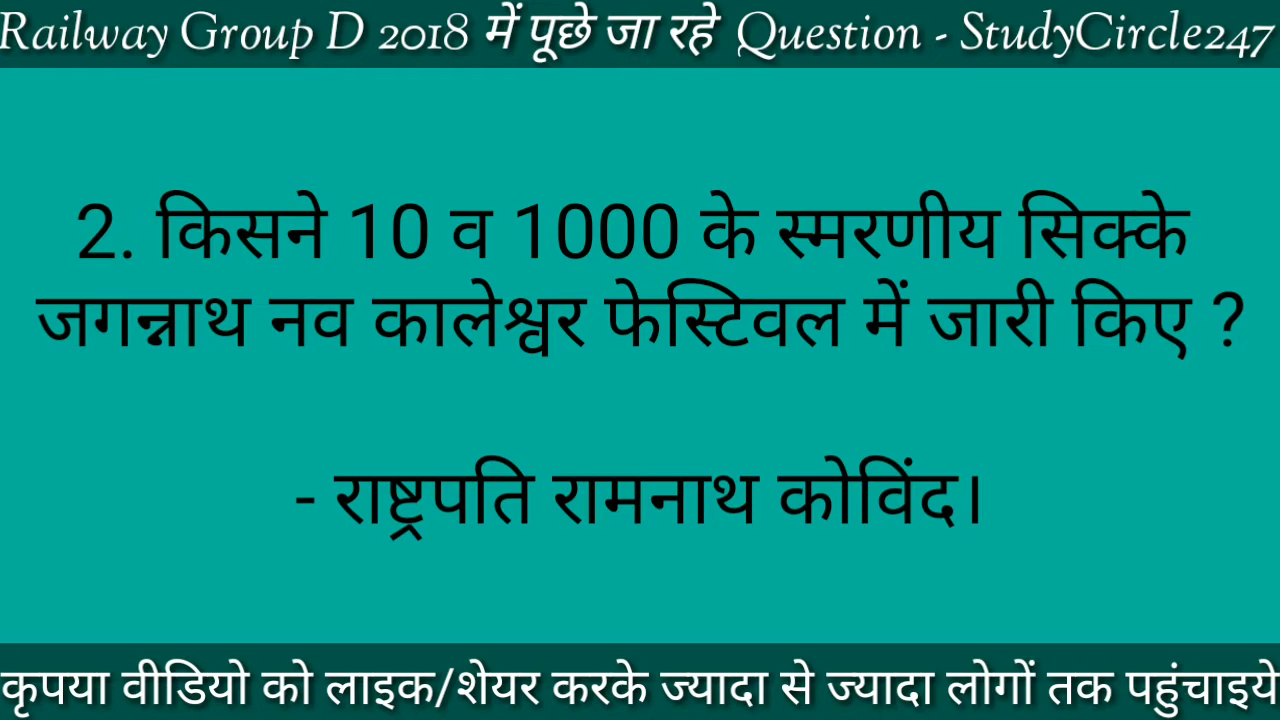 Railway Group D 2018 में पूछे जा रहे Question - StudyCircle247
2. किसने 10 व 1000 के स्मरणीय सिक्के
जगन्नाथ नव कालेश्वर फेस्टिवल में जारी किए ?
- राष्ट्रपति रामनाथ कोविंद।
कृपया वीडियो को लाइक/शेयर करके ज्यादा से ज्यादा लोगों तक पहुंचाइये